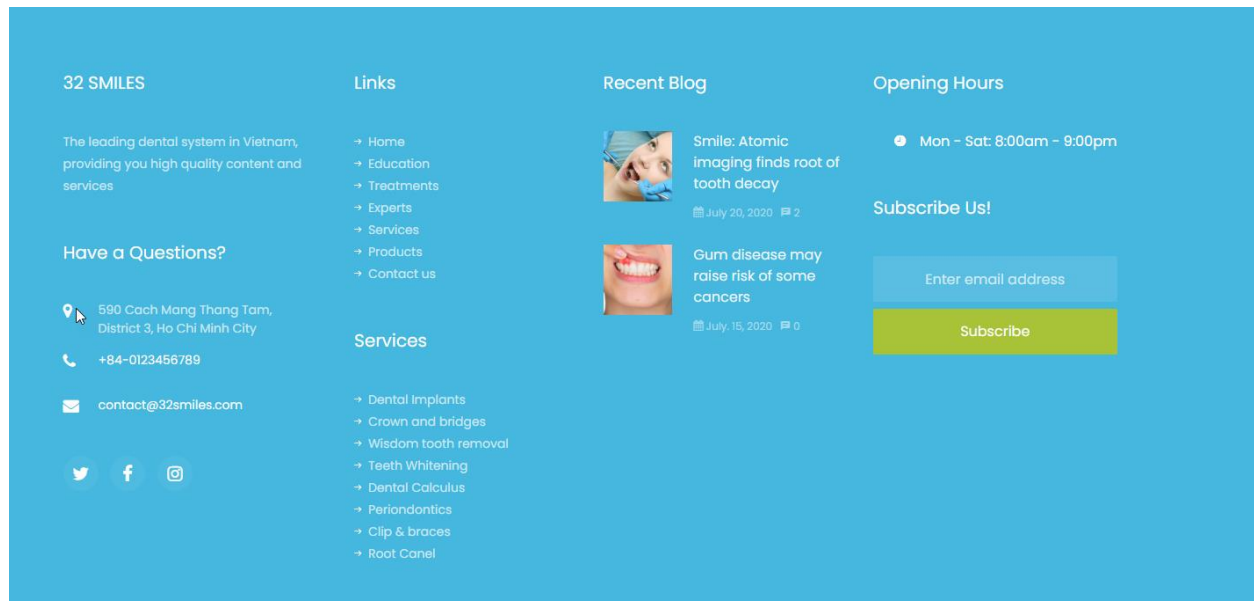 32 SMILES
The leading dental system in Vietnam,
providing you high quality content and
services
Have a Questions?
590 Cach Mang Thang Tam,
District 3, Ho Chi Minh City
+84-0123456789
contact@32smiles.com
Links
→ Home
→ Education
→ Treatments
→ Experts
→ Services
→ Products
→ Contact us
Services
→ Dental Implants
→ Crown and bridges
→ Wisdom tooth removal
→ Teeth Whitening
→ Dental Calculus
→ Periondontics
→ Clip & braces
→ Root Canel
Recent Blog
Smile: Atomic
imaging finds root of
tooth decay
July 20, 2020 2
Gum disease may
raise risk of some
cancers
July, 15, 2020 0
Opening Hours
Mon - Sat: 8:00am - 9:00pm
Subscribe Us!
Enter email address
Subscribe